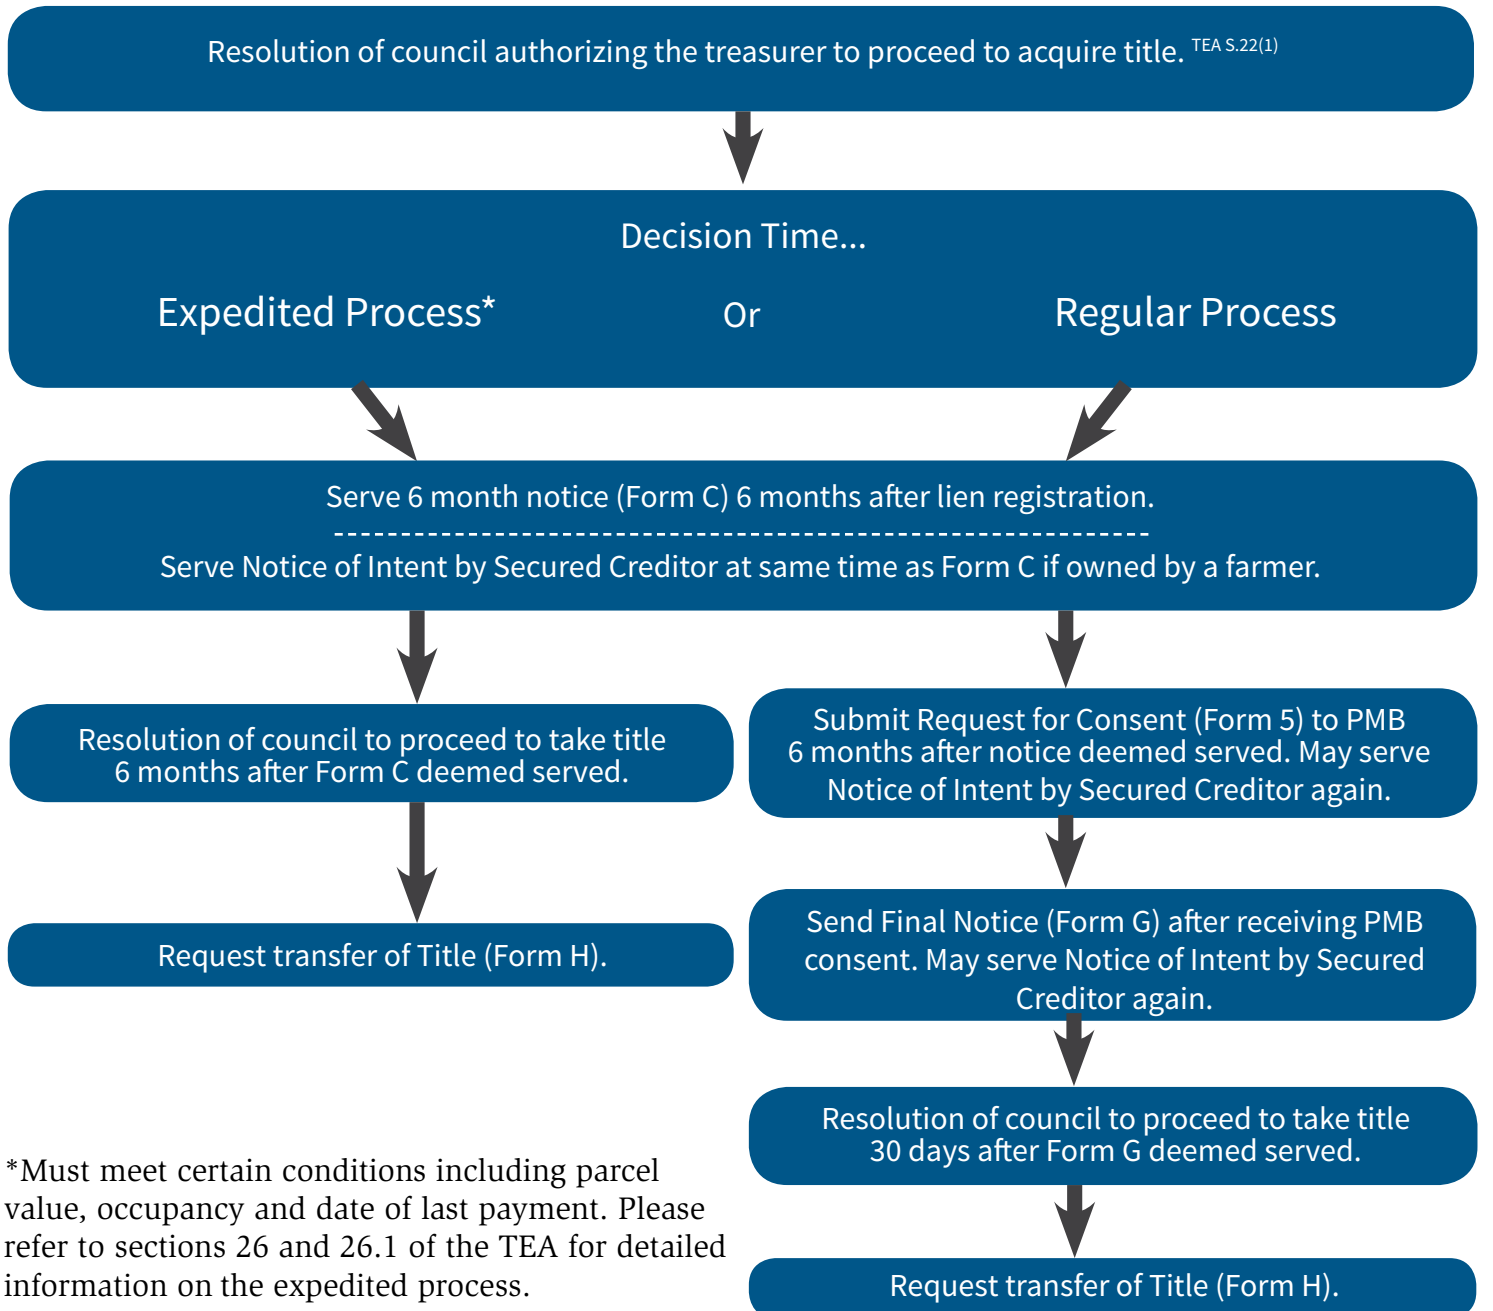 Resolution of council authorizing the treasurer to proceed to acquire title. TEA S.22(1)
Decision Time...
Expedited Process*
Or
Regular Process
Serve 6 month notice (Form C) 6 months after lien registration.
Serve Notice of Intent by Secured Creditor at same time as Form C if owned by a farmer.
Resolution of council to proceed to take title
6 months after Form C deemed served.
Request transfer of Title (Form H).
Submit Request for Consent (Form 5) to PMB
6 months after notice deemed served. May serve
Notice of Intent by Secured Creditor again.
Send Final Notice (Form G) after receiving PMB
consent. May serve Notice of Intent by Secured
Creditor again.
Resolution of council to proceed to take title
30 days after Form G deemed served.
Request transfer of Title (Form H).
*Must meet certain conditions including parcel
value, occupancy and date of last payment. Please
refer to sections 26 and 26.1 of the TEA for detailed
information on the expedited process.